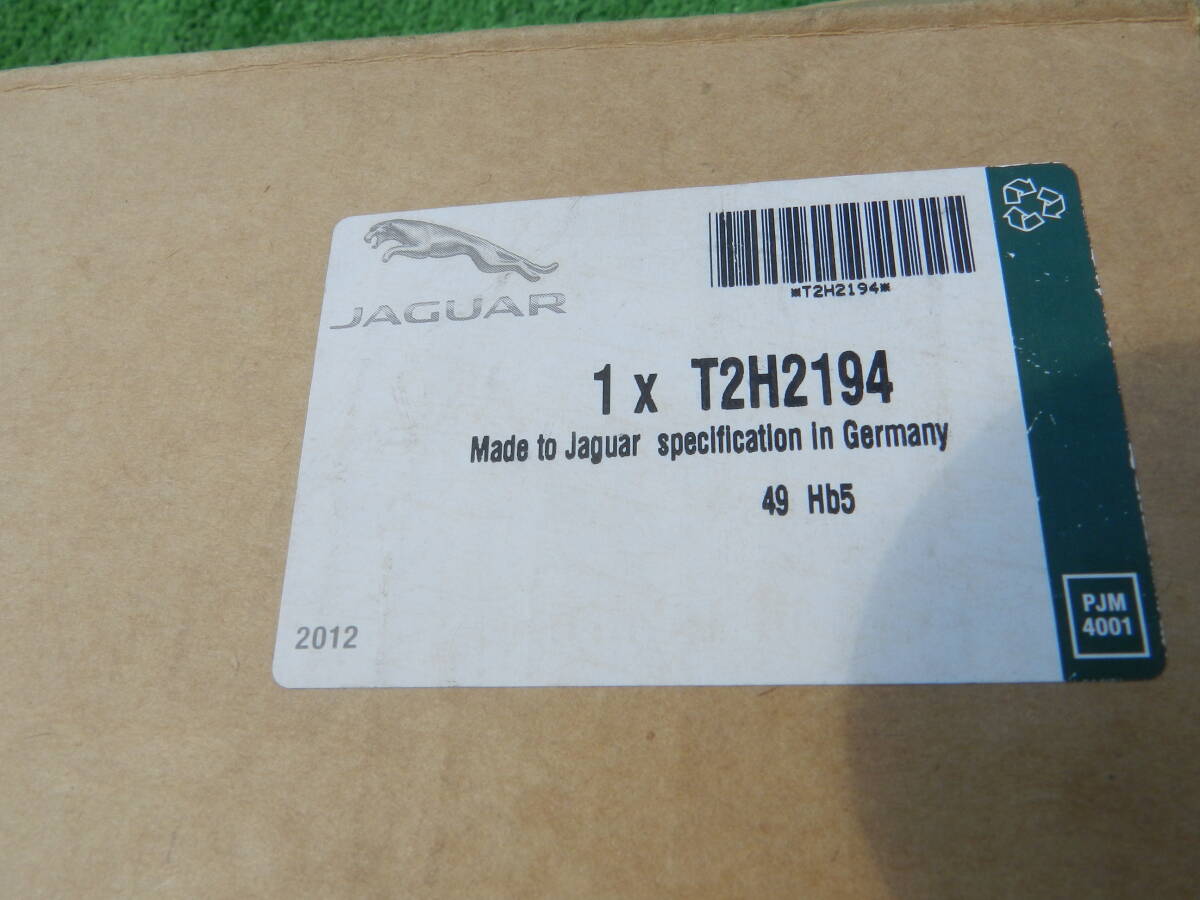 JAGUAR
*T2H2194*
1 x T2H2194
Made to Jaguar specification in Germany
49 Hb5
2012
PJM
4001